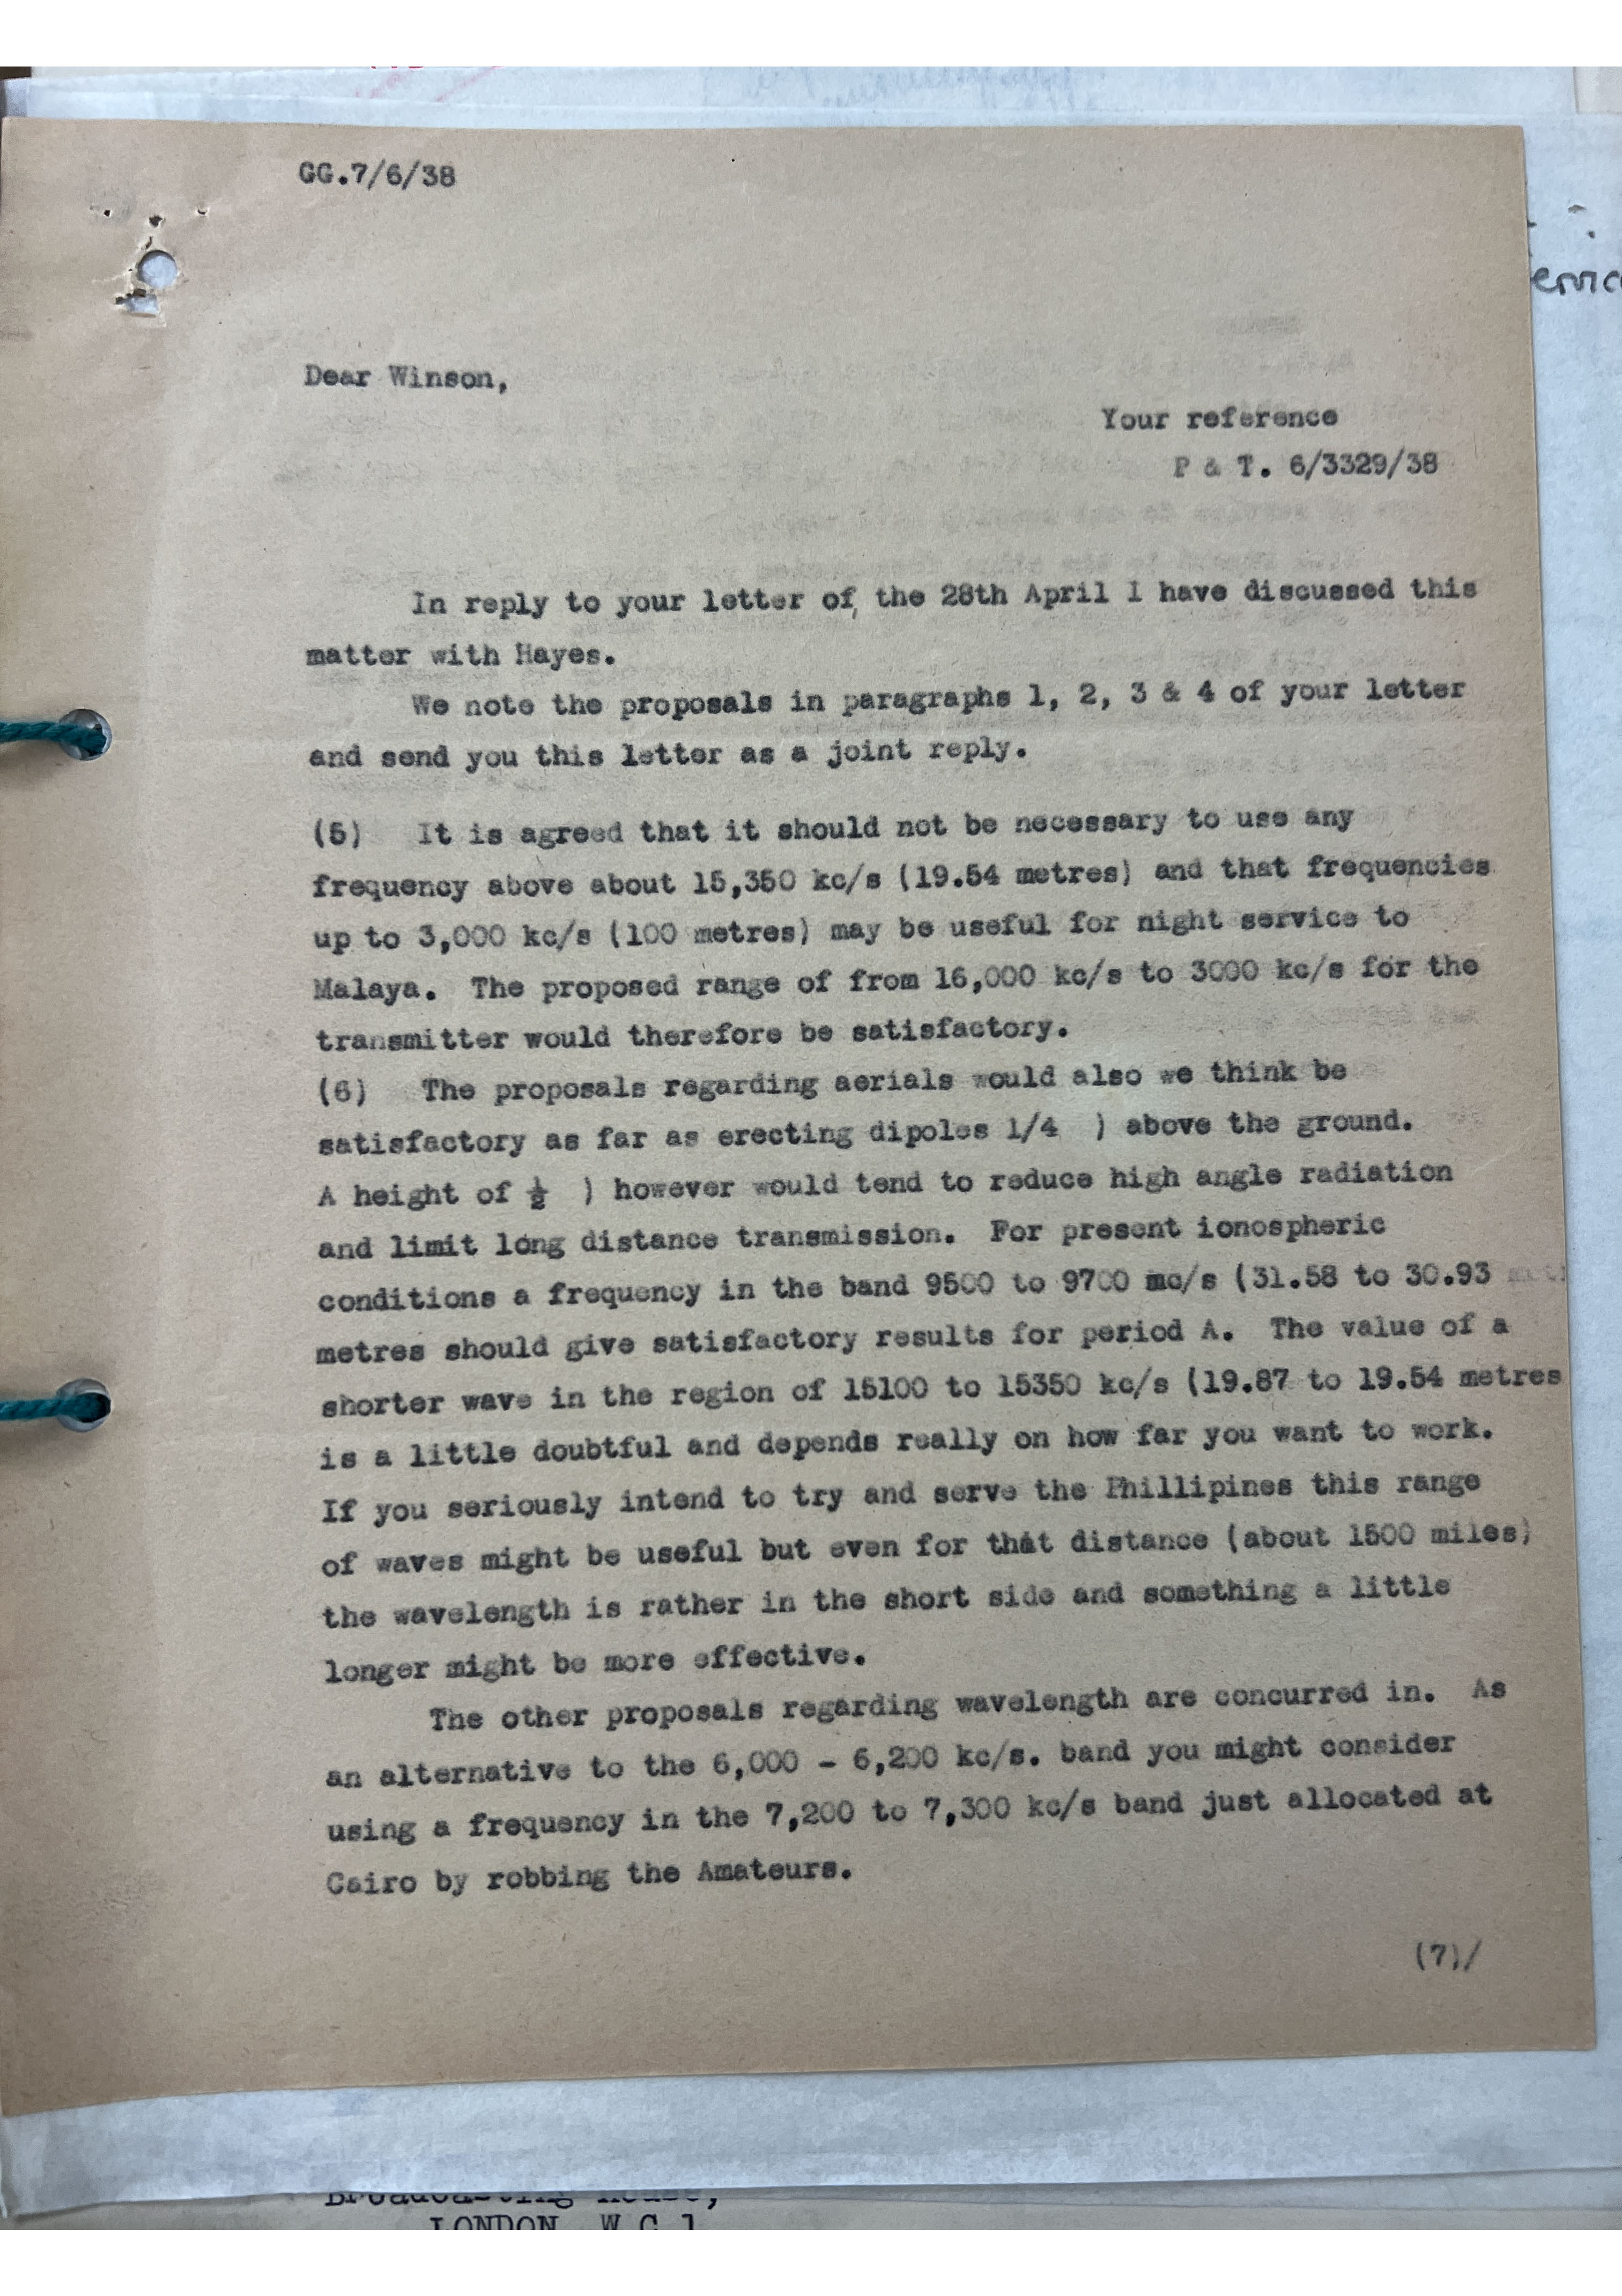 GG.7/6/38
ervice
Dear Winson,
Your reference
P & T. 6/3329/38
In reply to your letter of, the 28th April I have discussed this
matter with Hayes.
We note the proposals in paragraphs 1, 2, 3 & 4 of your letter
and send you this letter as a joint reply.
(5) It is agreed that it should not be necessary to use any
frequency above about 15,350 kc/s (19.54 metres) and that frequencies
up to 3,000 kc/s (100 metres) may be useful for night service to
Malaya. The proposed range of from 16,000 kc/s to 3000 kc/s for the
transmitter would therefore be satisfactory.
(6) The proposals regarding aerials would also we think be
satisfactory as far as erecting dipoles 1/4 ) above the ground.
A height of ½ ) however would tend to reduce high angle radiation
and limit long distance transmission. For present ionospheric
conditions a frequency in the band 9500 to 9700 mc/s (31.58 to 30.93
metres should give satisfactory results for period A. The value of a
shorter wave in the region of 15100 to 15350 kc/s (19.87 to 19.54 metres
is a little doubtful and depends really on how far you want to work.
If you seriously intend to try and serve the Phillipines this range
of waves might be useful but even for that distance (about 1500 miles)
the wavelength is rather in the short side and something a little
longer might be more effective.
The other proposals regarding wavelength are concurred in. As
an alternative to the 6,000 - 6,200 kc/s. band you might consider
using a frequency in the 7,200 to 7,300 kc/s band just allocated at
Cairo by robbing the Amateurs.
(7)/
Broadcasting House,
LONDON, W.C.1